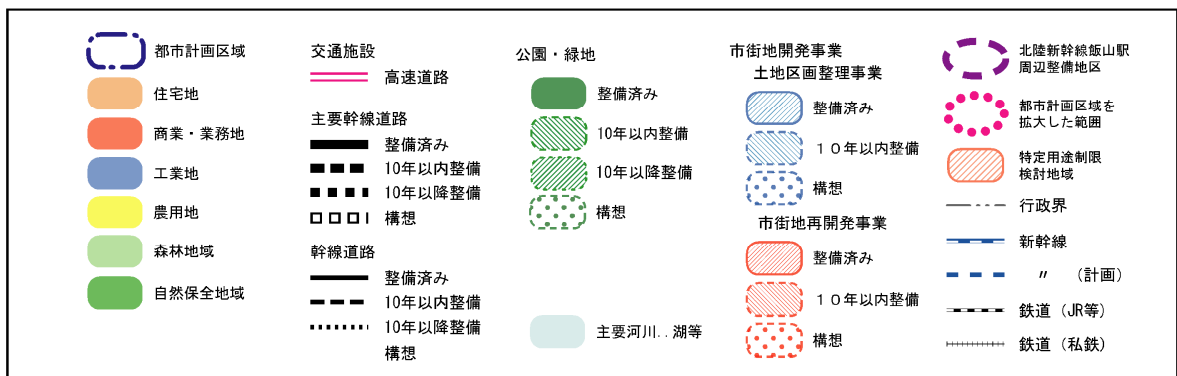 都市計画区域
住宅地
商業・業務地
工業地
農用地
森林地域
自然保全地域
交通施設
高速道路
主要幹線道路
整備済み
10年以内整備
10年以降整備
構想
幹線道路
整備済み
10年以内整備
10年以降整備
構想
公園・緑地
整備済み
10年以内整備
10年以降整備
構想
主要河川..湖等
市街地開発事業
土地区画整理事業
整備済み
10年以内整備
構想
市街地再開発事業
整備済み
10年以内整備
構想
北陸新幹線飯山駅
周辺整備地区
都市計画区域を
拡大した範囲
特定用途制限
検討地域
行政界
新幹線
〃 (計画)
鉄道(JR等)
鉄道(私鉄)